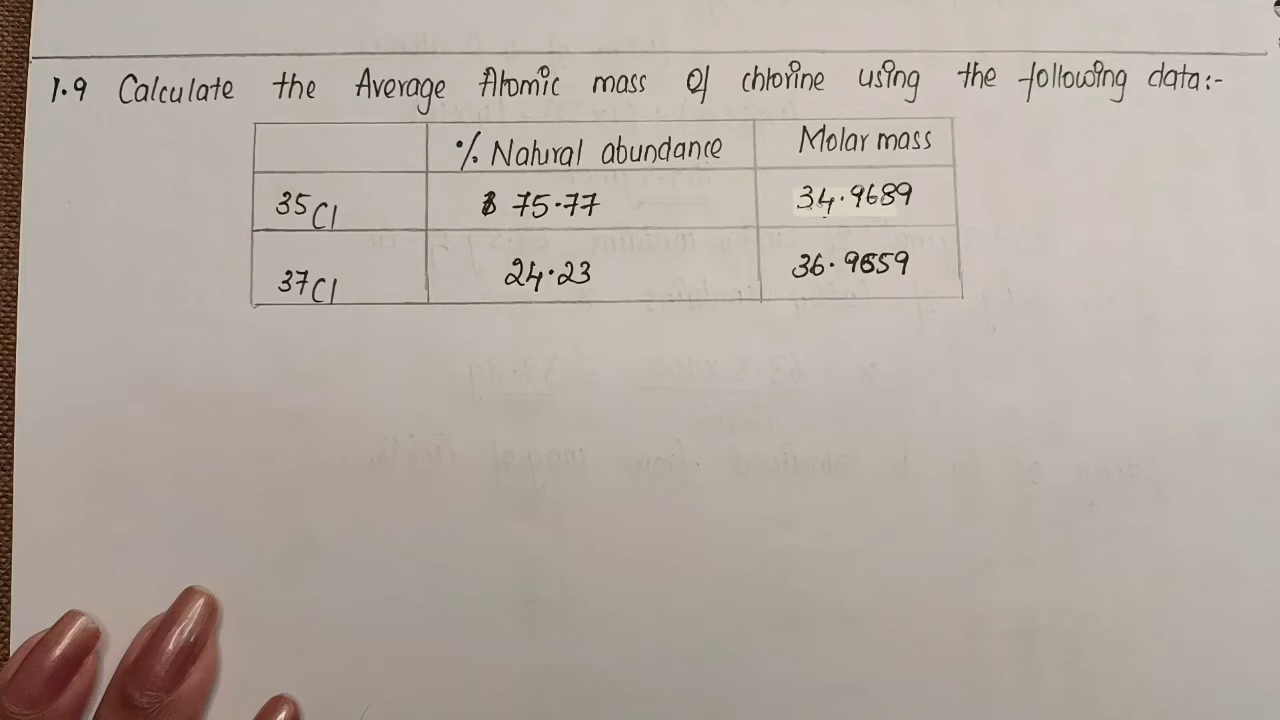 1.9 Calculate the Average Atomic mass of chlorine using the following data:-
% Natural abundance Molar mass
35Cl 75.77 34.9689
37Cl 24.23 36.9659